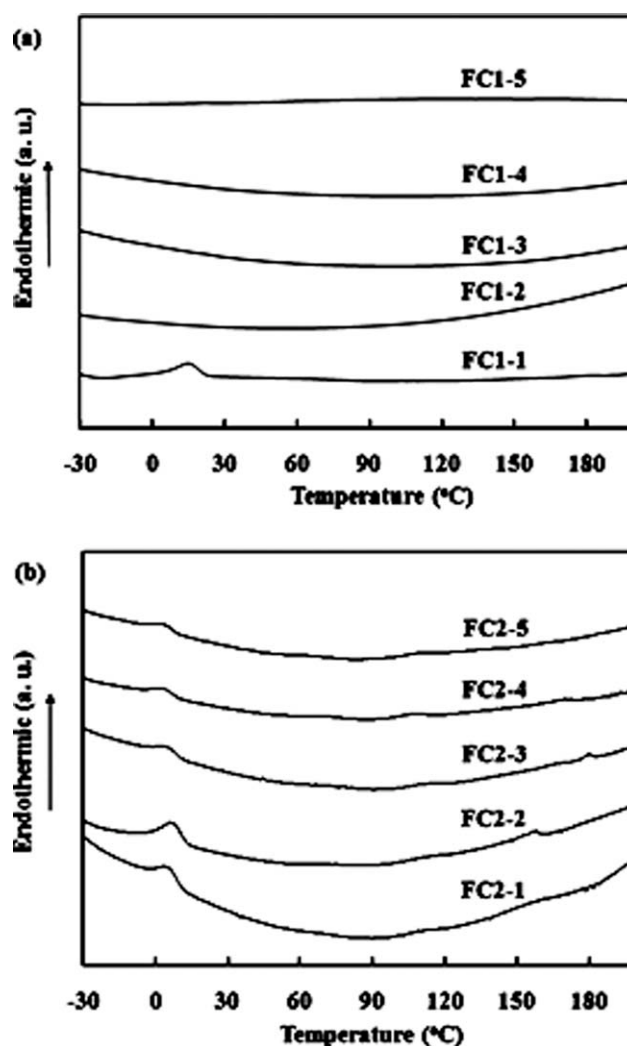 (a)
FC1-5
FC1-4
FC1-3
FC1-2
FC1-1
Endothermic (a. u.)
-30 0 30 60 90 120 150 180
Temperature (°C)
(b)
FC2-5
FC2-4
FC2-3
FC2-2
FC2-1
Endothermic (a. u.)
-30 0 30 60 90 120 150 180
Temperature (°C)